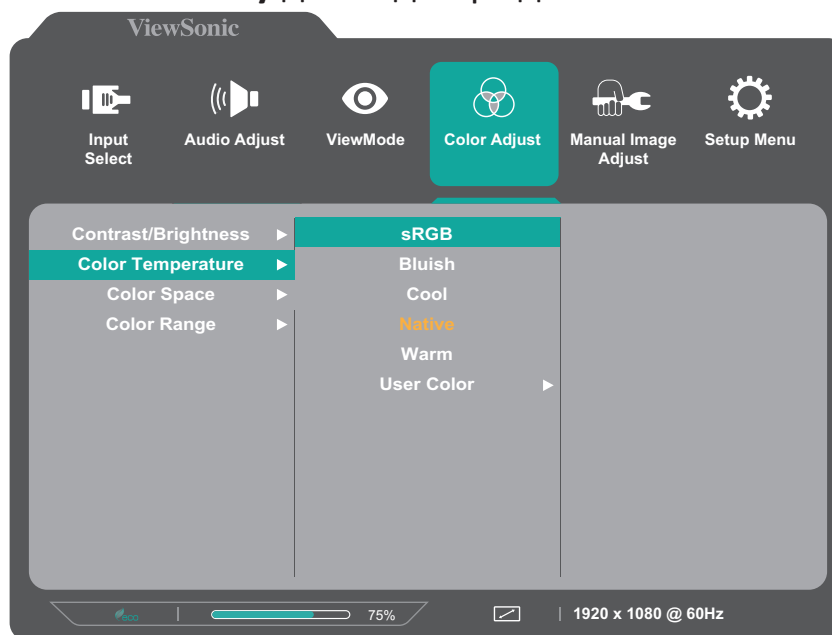 ViewSonic
Input
Select
Audio Adjust
ViewMode
Color Adjust
Manual Image
Adjust
Setup Menu
Contrast/Brightness
Color Temperature
Color Space
Color Range
sRGB
Bluish
Cool
Native
Warm
User Color
eco
75%
1920 x 1080 @ 60Hz